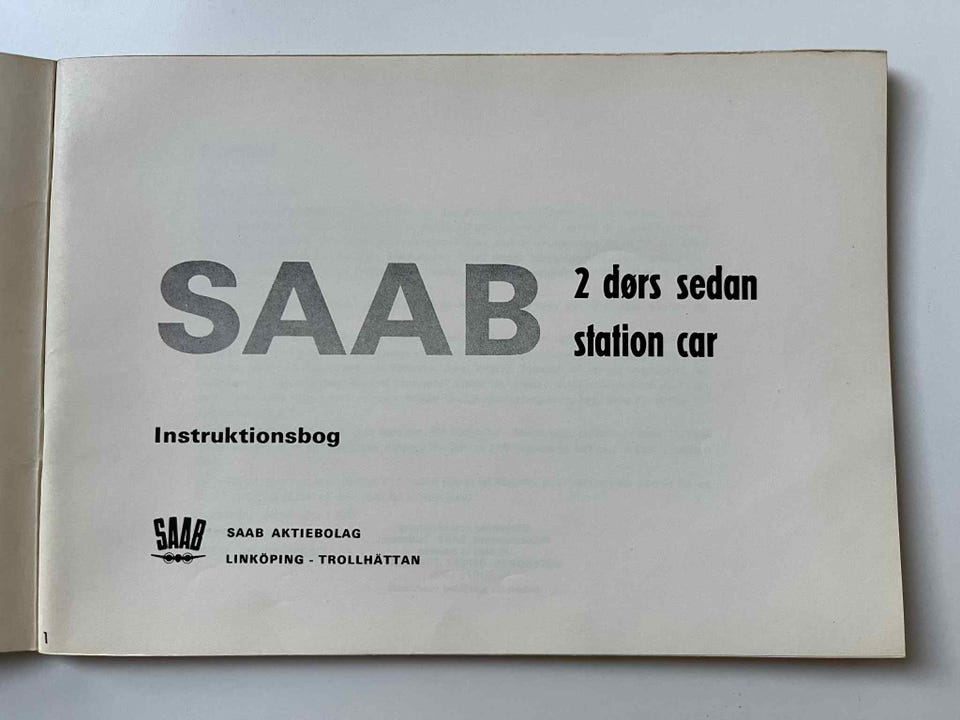 SAAB
2 dørs sedan
station car
Instruktionsbog
SAAB
SAAB AKTIEBOLAG
LINKÖPING - TROLLHÄTTAN
1